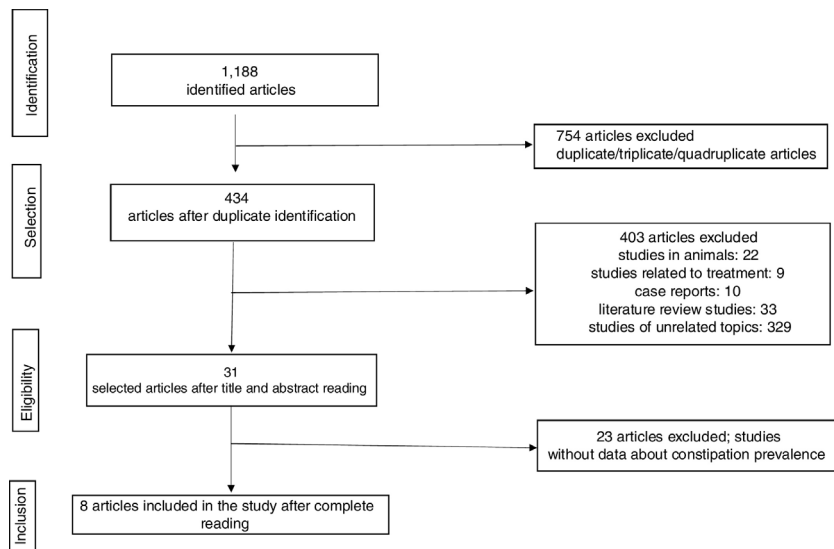 Identification
1,188
identified articles
754 articles excluded
duplicate/triplicate/quadruplicate articles
Selection
434
articles after duplicate identification
403 articles excluded
studies in animals: 22
studies related to treatment: 9
case reports: 10
literature review studies: 33
studies of unrelated topics: 329
Eligibility
31
selected articles after title and abstract reading
23 articles excluded; studies
without data about constipation prevalence
Inclusion
8 articles included in the study after complete
reading